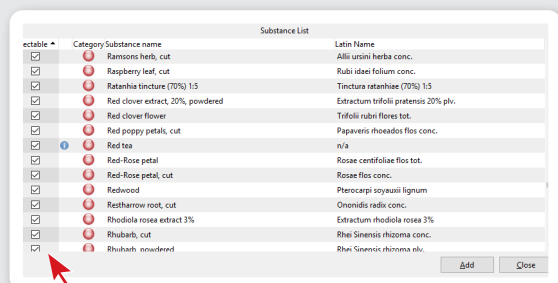 Substance List
ectable Category Substance name Latin Name
Ramsons herb, cut Allii ursini herba conc.
Raspberry leaf, cut Rubi idaei folium conc.
Ratanhia tincture (70%) 1:5 Tinctura ratanhiae (70%) 1:5
Red clover extract, 20%, powdered Extractum trifolii pratensis 20% plv.
Red clover flower Trifolii rubri flores tot.
Red poppy petals, cut Papaveris rhoeados flos conc.
Red tea n/a
Red-Rose petal Rosae centifoliae flos tot.
Red-Rose petal, cut Rosae flos conc.
Redwood Pterocarpi soyauxii lignum
Restharrow root, cut Ononidis radix conc.
Rhodiola rosea extract 3% Extractum rhodiola rosea 3%
Rhubarb, cut Rhei Sinensis rhizoma conc.
Rhubarb, powdered Rhei Sinensis rhizoma plv.
Add Close